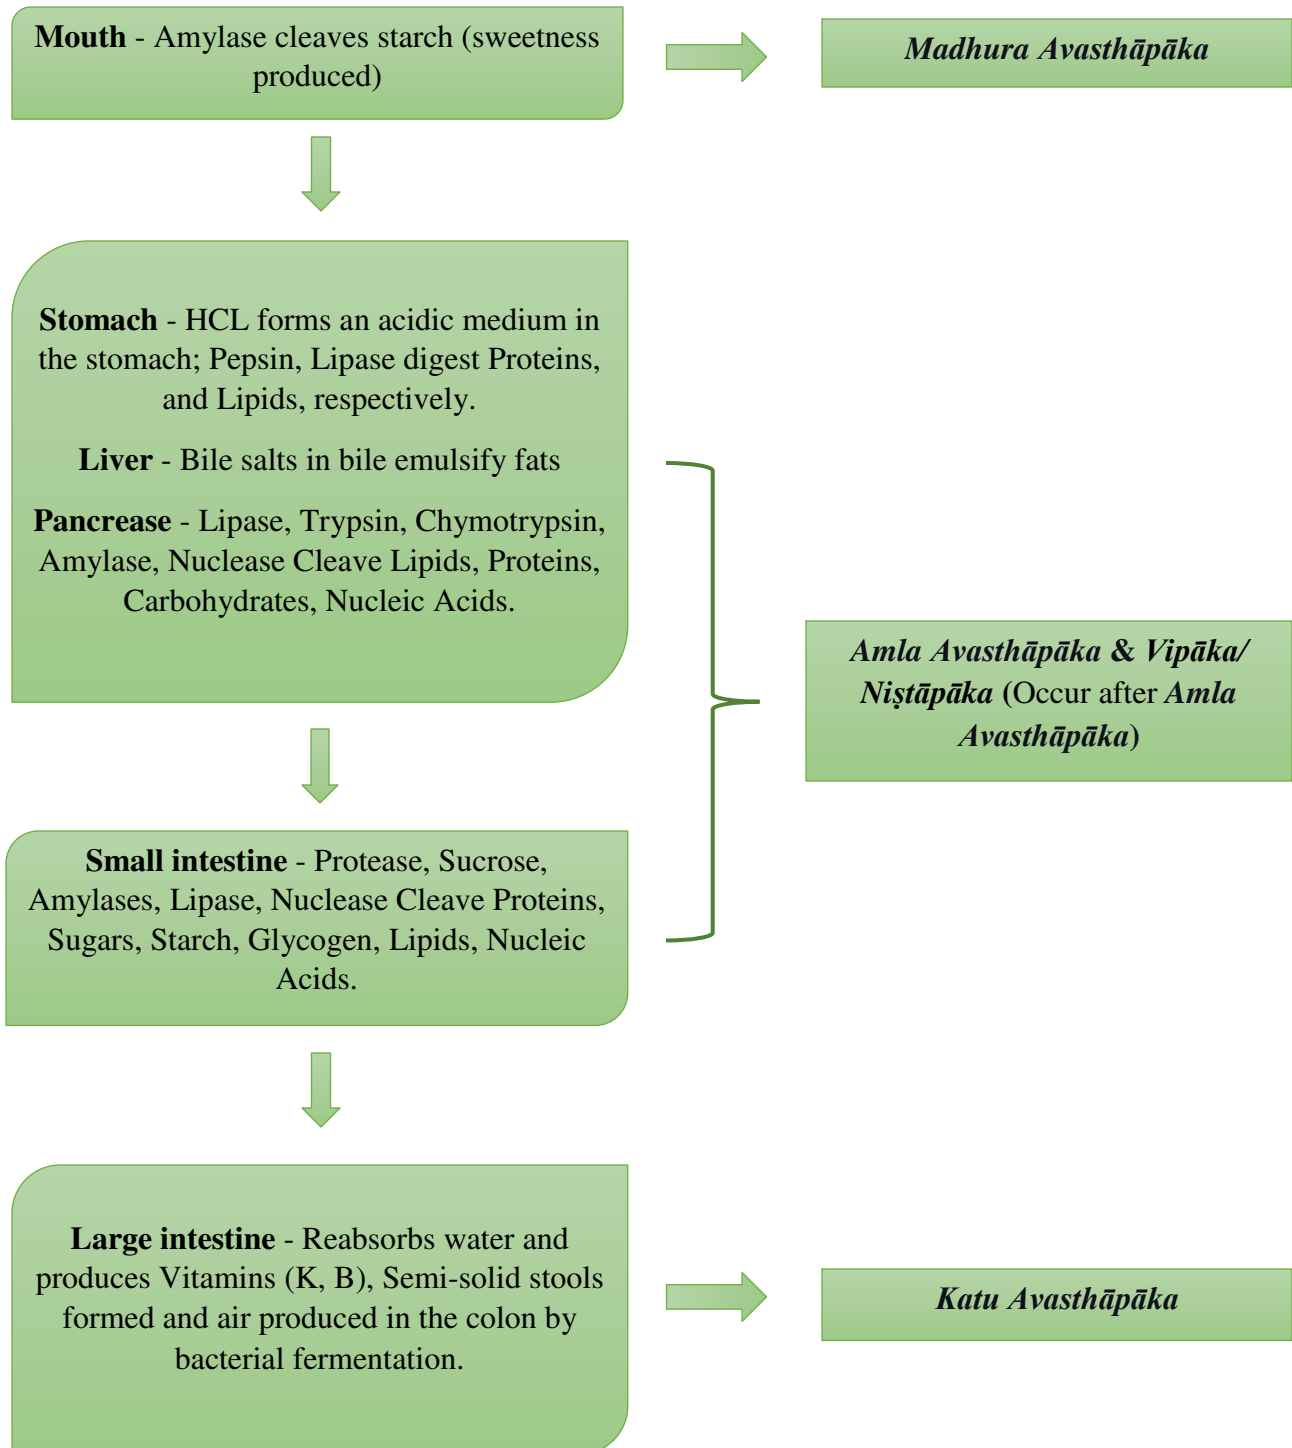 Mouth - Amylase cleaves starch (sweetness
produced)
Madhura Avasthāpāka
Stomach - HCL forms an acidic medium in
the stomach; Pepsin, Lipase digest Proteins,
and Lipids, respectively.
Liver - Bile salts in bile emulsify fats
Pancrease - Lipase, Trypsin, Chymotrypsin,
Amylase, Nuclease Cleave Lipids, Proteins,
Carbohydrates, Nucleic Acids.
Amla Avasthāpāka & Vipāka/
Niṣtāpāka (Occur after Amla
Avasthāpāka)
Small intestine - Protease, Sucrose,
Amylases, Lipase, Nuclease Cleave Proteins,
Sugars, Starch, Glycogen, Lipids, Nucleic
Acids.
Large intestine - Reabsorbs water and
produces Vitamins (K, B), Semi-solid stools
formed and air produced in the colon by
bacterial fermentation.
Katu Avasthāpāka